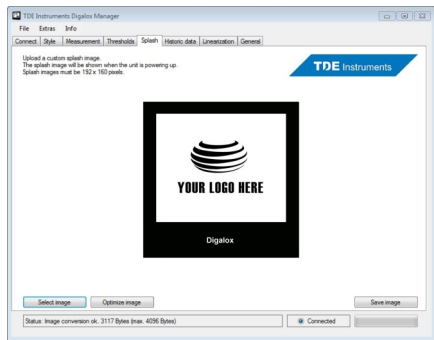 TDE Instruments Digalox Manager
File Extras Info
Connect Style Measurement Thresholds Splash Historic data Linearization General
Upload a custom splash image.
The splash image will be shown when the unit is powering up.
Splash images must be 192 x 160 pixels.
TDE Instruments
YOUR LOGO HERE
Digalox
Select image Optimize image Save image
Status: Image conversion ok. 3117 Bytes (max. 4096 Bytes) Connected